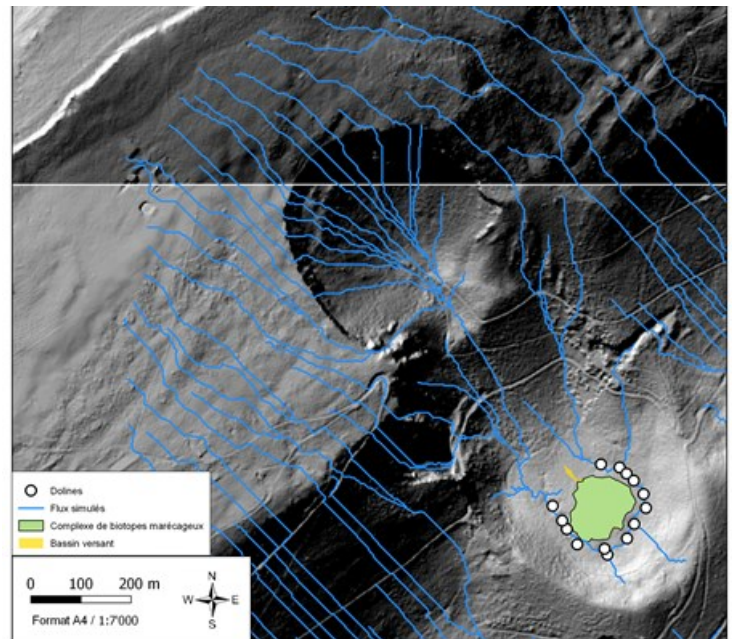 Dolines
Flux simulés
Complexe de biotopes marécageux
Bassin versant
0 100 200 m
Format A4 / 1:7'000
N
W E
S